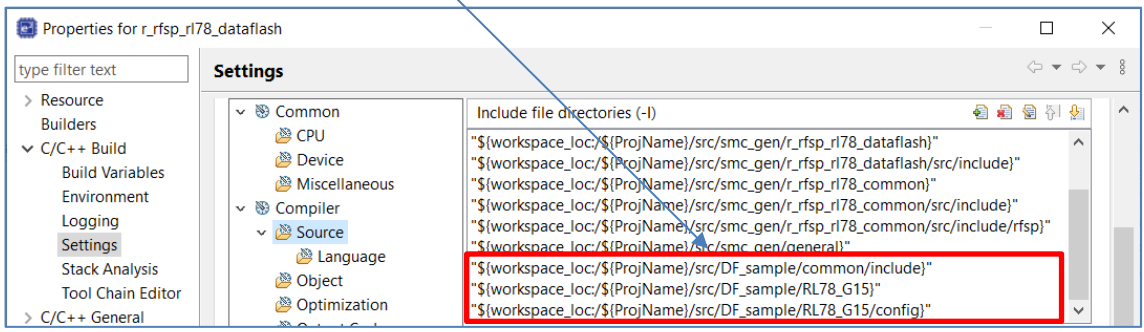 Properties for r_rfsp_rl78_dataflash
type filter text
Settings
Resource
Builders
C/C++ Build
Build Variables
Environment
Logging
Settings
Stack Analysis
Tool Chain Editor
C/C++ General
Common
CPU
Device
Miscellaneous
Compiler
Source
Language
Object
Optimization
Include file directories (-I)
"${workspace_loc:/${ProjName}/src/smc_gen/r_rfsp_rl78_dataflash}"
"${workspace_loc:/${ProjName}/src/smc_gen/r_rfsp_rl78_dataflash/src/include}"
"${workspace_loc:/${ProjName}/src/smc_gen/r_rfsp_rl78_common}"
"${workspace_loc:/${ProjName}/src/smc_gen/r_rfsp_rl78_common/src/include}"
"${workspace_loc:/${ProjName}/src/smc_gen/r_rfsp_rl78_common/src/include/rfsp}"
"${workspace_loc:/${ProjName}/src/smc_gen/general}"
"${workspace_loc:/${ProjName}/src/DF_sample/common/include}"
"${workspace_loc:/${ProjName}/src/DF_sample/RL78_G15}"
"${workspace_loc:/${ProjName}/src/DF_sample/RL78_G15/config}"